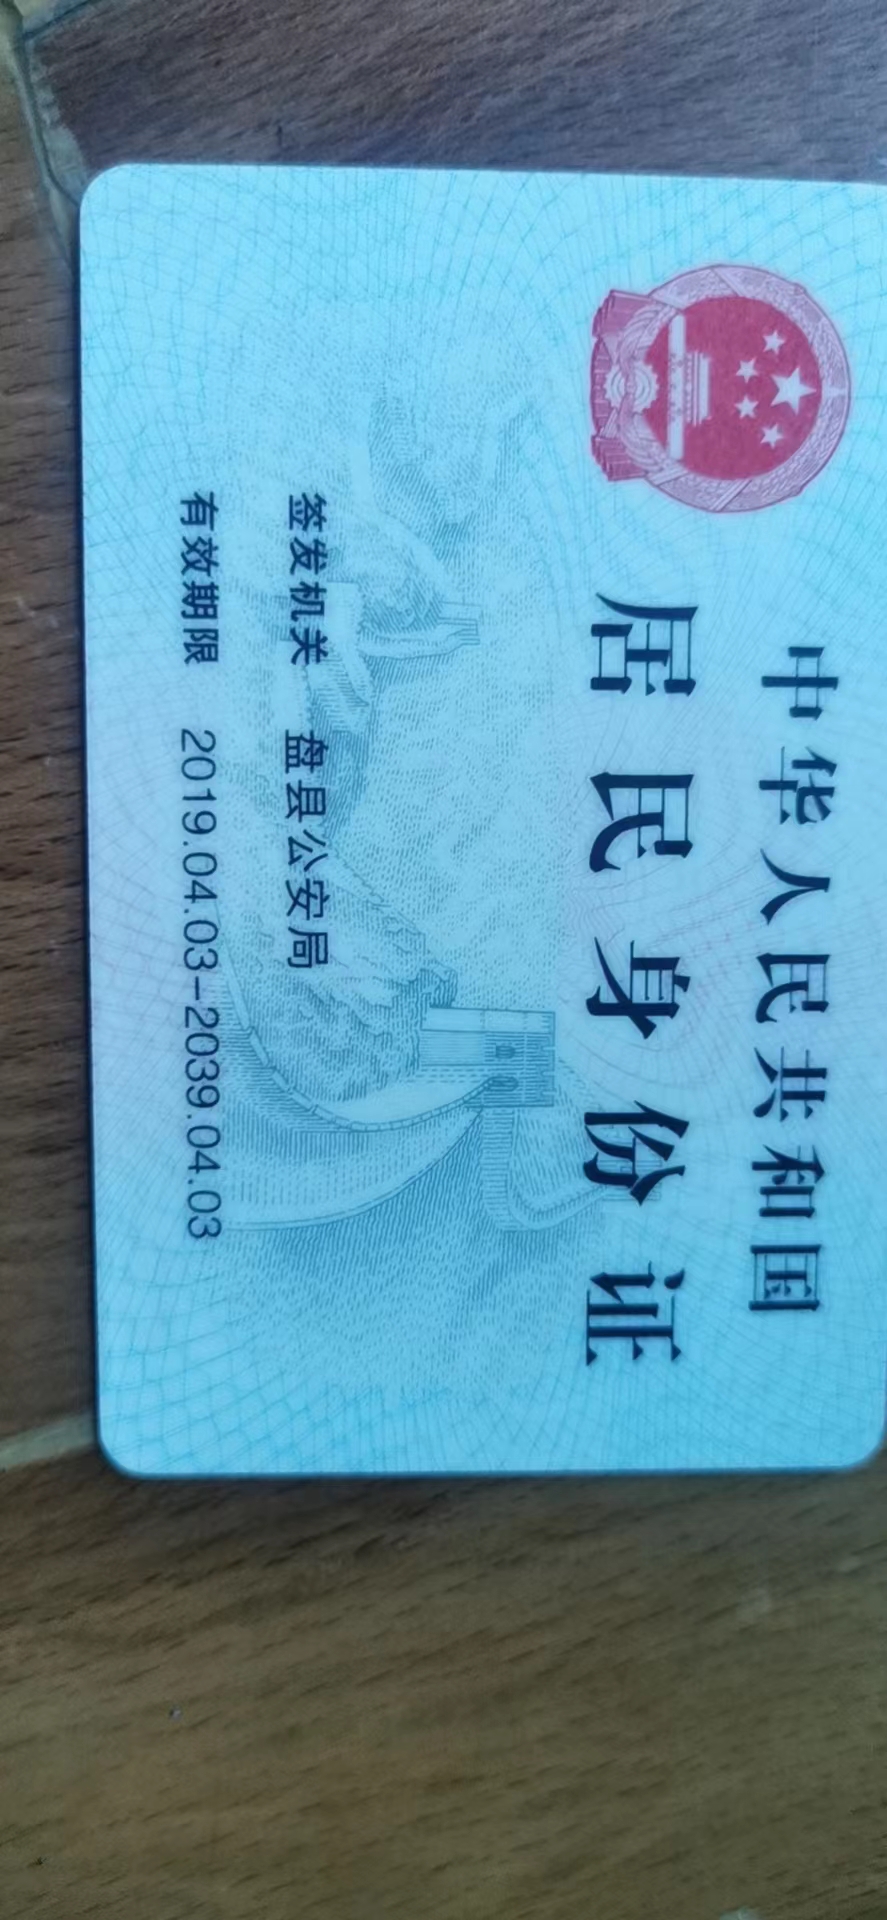 中华人民共和国
居民身份证
签发机关 盘县公安局
有效期限 2019.04.03-2039.04.03